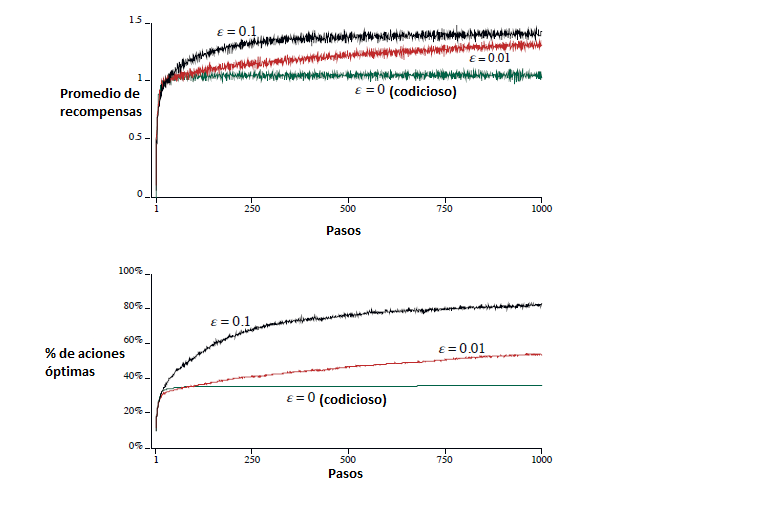 1.5
ε = 0.1
ε = 0.01
1
ε = 0 (codicioso)
Promedio de
recompensas
0.5
0
1
250
500
750
1000
Pasos
100%
80%
ε = 0.1
60%
ε = 0.01
% de aciones
óptimas
40%
ε = 0 (codicioso)
20%
0%
1
250
500
750
1000
Pasos